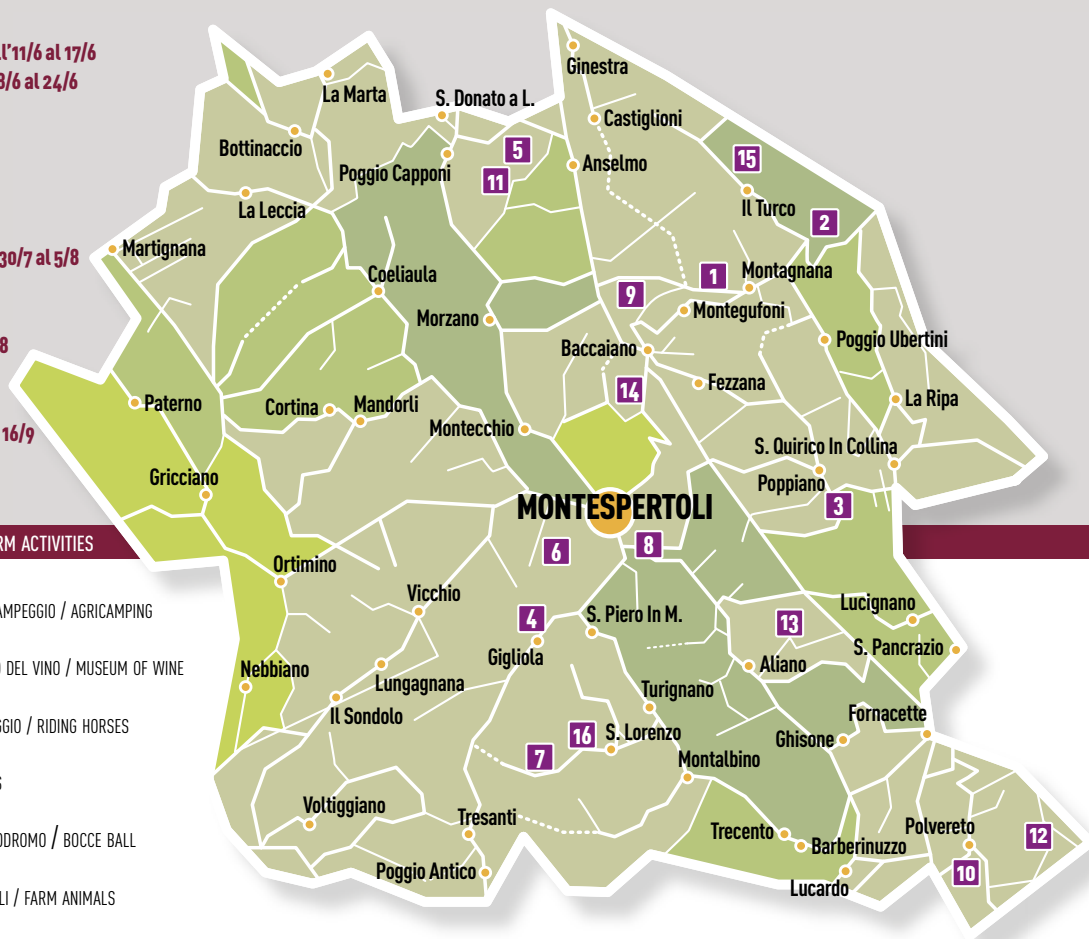 l'11/6 al 17/6
8/6 al 24/6
30/7 al 5/8
8
16/9
RM ACTIVITIES
AMPEGGIO / AGRICAMPING
O DEL VINO / MUSEUM OF WINE
GGIO / RIDING HORSES
S
ODROMO / BOCCE BALL
LI / FARM ANIMALS
Ginestra
La Marta
S. Donato a L.
Castiglioni
Bottinaccio
5
15
Anselmo
Poggio Capponi
11
La Leccia
Il Turco
2
Martignana
Coeliaula
1
Montagnana
9
Montegufoni
Morzano
Poggio Ubertini
Baccaiano
Fezzana
14
Paterno
Cortina
Mandorli
La Ripa
Montecchio
S. Quirico In Collina
Gricciano
Poppiano
MONTESPERTOLI
3
6
8
Ortimino
Vicchio
Lucignano
4
S. Piero In M.
13
S. Pancrazio
Gigliola
Aliano
Nebbiano
Lungagnana
Turignano
Il Sondolo
Fornacette
16
S. Lorenzo
Ghisone
7
Montalbino
Voltiggiano
Tresanti
Trecento
Barberinuzzo
Polvereto
12
Poggio Antico
10
Lucardo